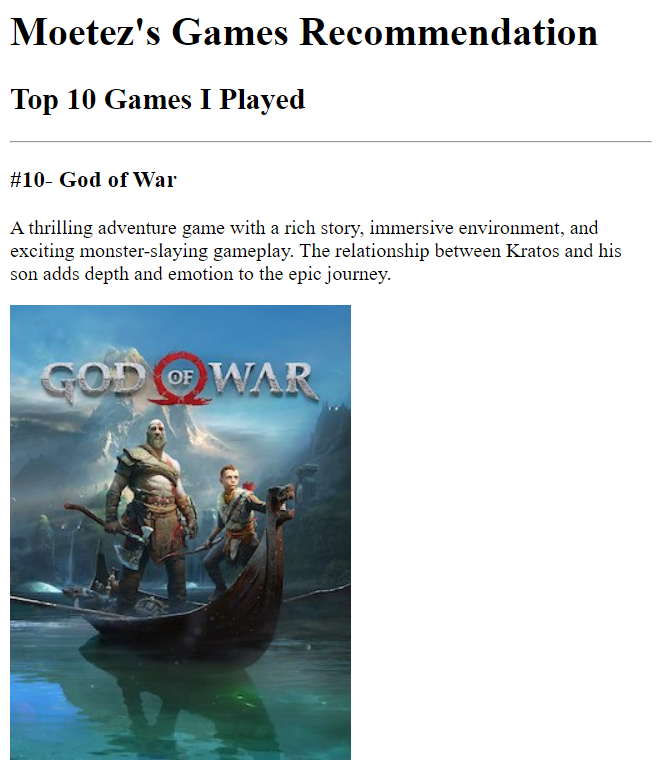 Moetez's Games Recommendation
Top 10 Games I Played
#10- God of War
A thrilling adventure game with a rich story, immersive environment, and
exciting monster-slaying gameplay. The relationship between Kratos and his
son adds depth and emotion to the epic journey.
GOD OF WAR